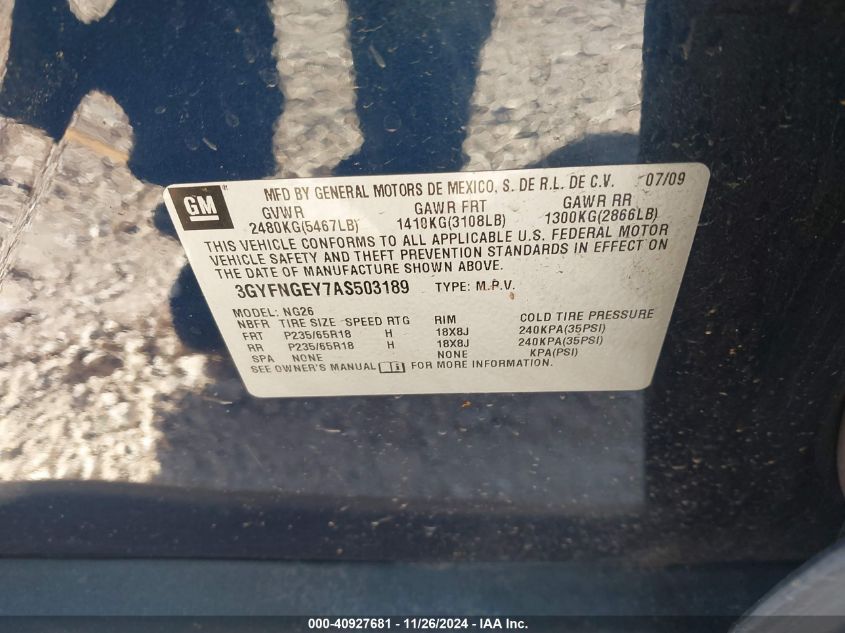 GM
MFD BY GENERAL MOTORS DE MEXICO, S. DE R.L. DE C.V. 07/09
GVWR GAWR FRT GAWR RR
2480KG(5467LB) 1410KG(3108LB) 1300KG(2866LB)
THIS VEHICLE CONFORMS TO ALL APPLICABLE U.S. FEDERAL MOTOR
VEHICLE SAFETY AND THEFT PREVENTION STANDARDS IN EFFECT ON
THE DATE OF MANUFACTURE SHOWN ABOVE.
3GYFNGEY7AS503189 TYPE: M.P.V.
MODEL: NG26
NBFR TIRE SIZE SPEED RTG RIM COLD TIRE PRESSURE
FRT P235/65R18 H 18X8J 240KPA(35PSI)
RR P235/65R18 H 18X8J 240KPA(35PSI)
SPA NONE NONE KPA(PSI)
SEE OWNER'S MANUAL FOR MORE INFORMATION.
000-40927681 - 11/26/2024 - IAA Inc.